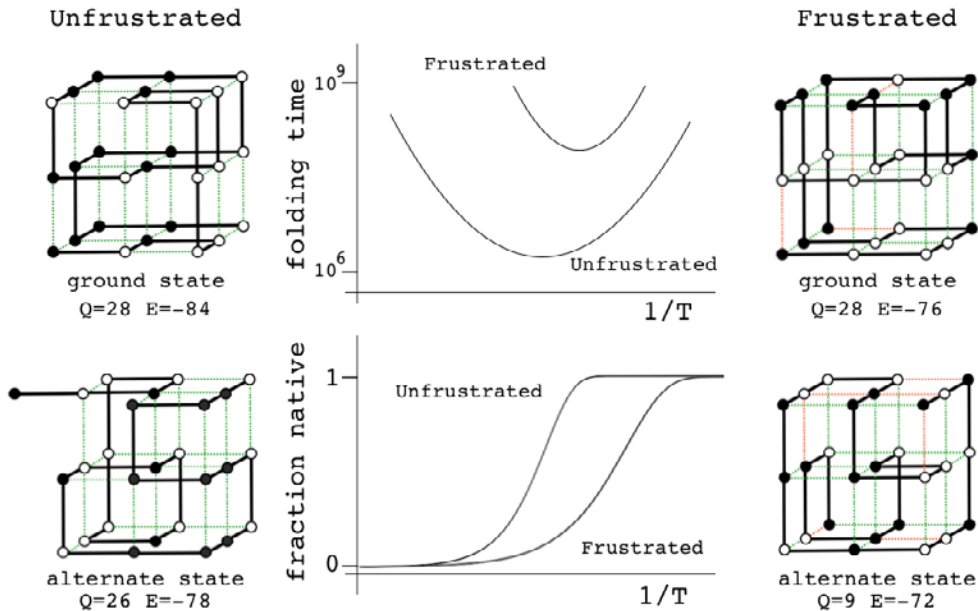 Unfrustrated
Frustrated
Frustrated
10^9
folding time
Unfrustrated
10^6
1/T
ground state
Q=28 E=-84
ground state
Q=28 E=-76
fraction native
1
Unfrustrated
Frustrated
0
1/T
alternate state
Q=26 E=-78
alternate state
Q=9 E=-72